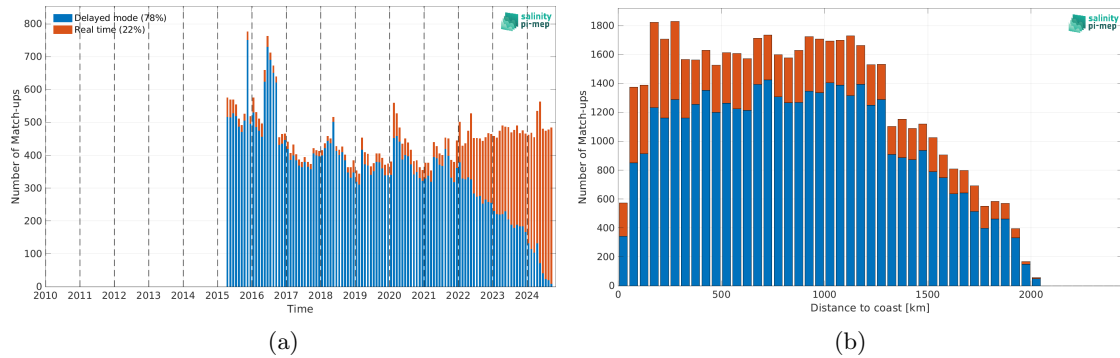 800
700
600
500
400
300
200
100
0
Number of Match-ups
Delayed mode (78%)
Real time (22%)
salinity
pi-mep
2010 2011 2012 2013 2014 2015 2016 2017 2018 2019 2020 2021 2022 2023 2024
Time
(a)
1800
1600
1400
1200
1000
800
600
400
200
0
Number of Match-ups
salinity
pi-mep
0 500 1000 1500 2000
Distance to coast [km]
(b)